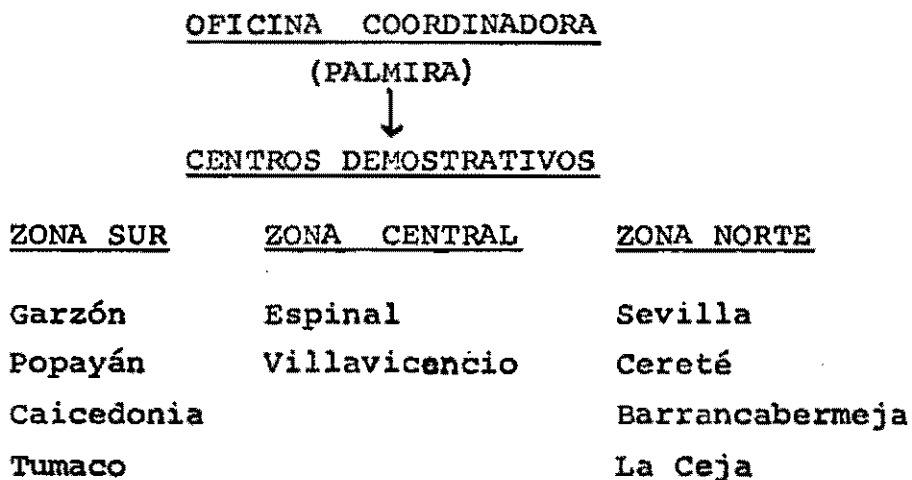 OFICINA COORDINADORA
(PALMIRA)
CENTROS DEMOSTRATIVOS
ZONA SUR ZONA CENTRAL ZONA NORTE
Garzón Espinal Sevilla
Popayán Villavicencio Cereté
Caicedonia Barrancabermeja
Tumaco La Ceja